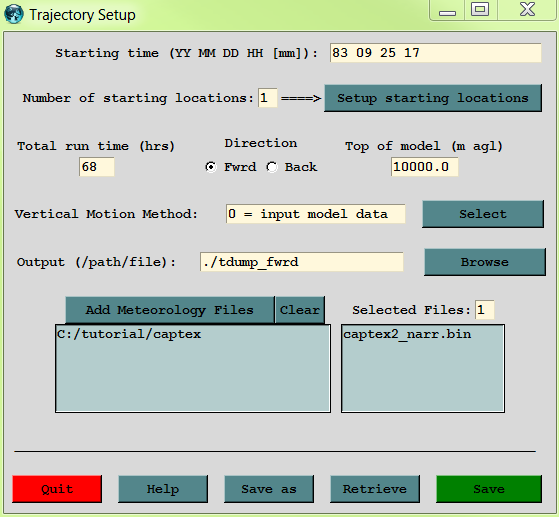 Trajectory Setup
Starting time (YY MM DD HH [mm]): 83 09 25 17
Number of starting locations: 1 ====> Setup starting locations
Total run time (hrs) Direction Top of model (m agl)
68 Fwrd Back 10000.0
Vertical Motion Method: 0 = input model data Select
Output (/path/file): ./tdump_fwrd Browse
Add Meteorology Files Clear Selected Files: 1
C:/tutorial/captex captex2_narr.bin
Quit Help Save as Retrieve Save